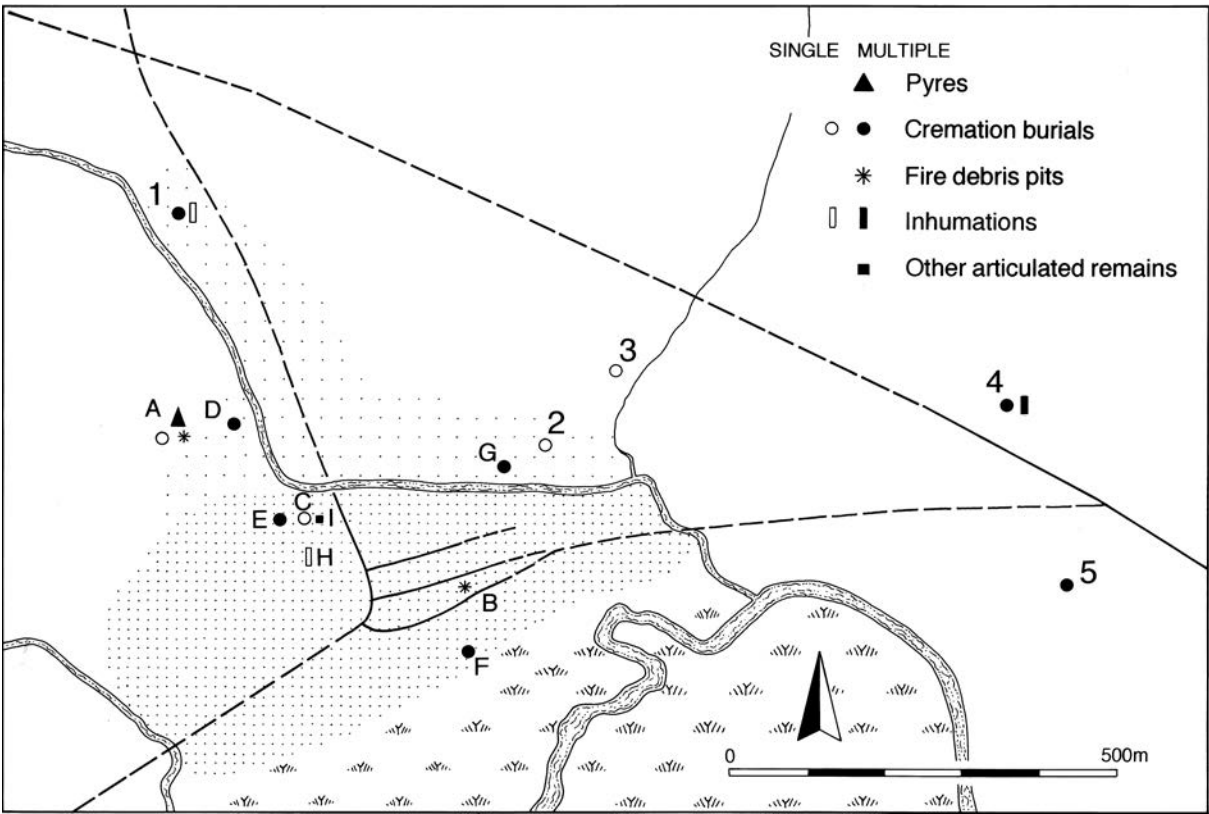 SINGLE MULTIPLE
Pyres
Cremation burials
Fire debris pits
Inhumations
Other articulated remains
1
3
4
A
D
2
G
C
E
I
H
B
5
F
0
500m